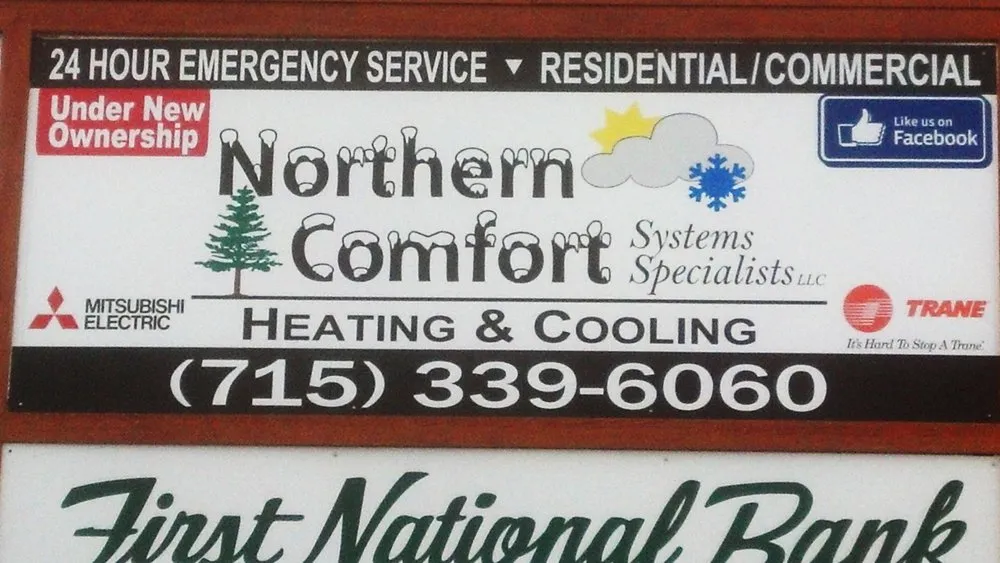 24 HOUR EMERGENCY SERVICE ▼ RESIDENTIAL/COMMERCIAL
Under New
Ownership
Like us on
Facebook
Northern
Comfort
Systems
Specialists LLC
MITSUBISHI
ELECTRIC
HEATING & COOLING
TRANE
It's Hard To Stop A Trane.
(715) 339-6060
First National Bank